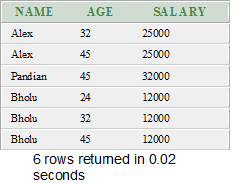 NAME AGE SALARY
Alex 32 25000
Alex 45 25000
Pandian 45 32000
Bholu 24 12000
Bholu 32 12000
Bholu 45 12000
6 rows returned in 0.02
seconds